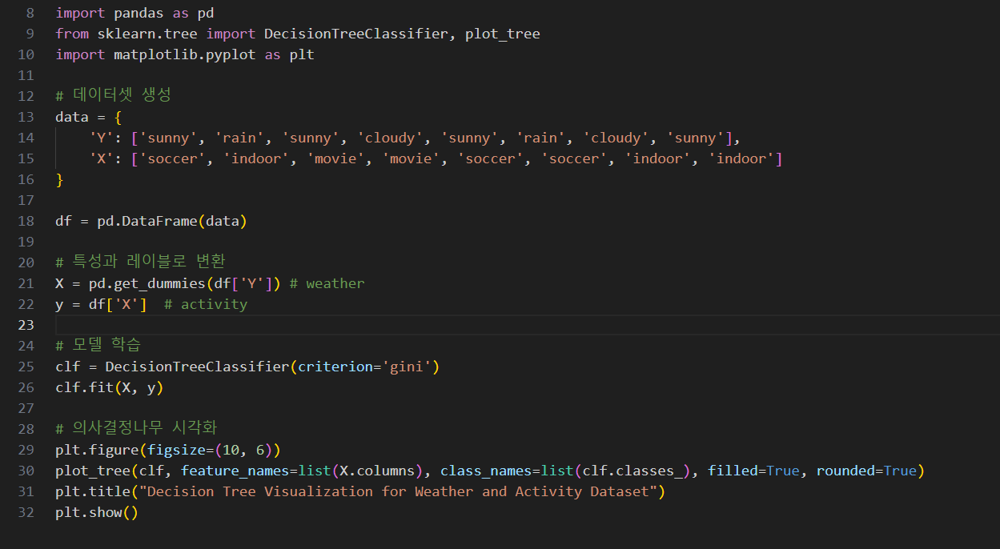 8 import pandas as pd
9 from sklearn.tree import DecisionTreeClassifier, plot_tree
10 import matplotlib.pyplot as plt
11
12 # 데이터셋 생성
13 data = {
14     'Y': ['sunny', 'rain', 'sunny', 'cloudy', 'sunny', 'rain', 'cloudy', 'sunny'],
15     'X': ['soccer', 'indoor', 'movie', 'movie', 'soccer', 'soccer', 'indoor', 'indoor']
16 }
17
18 df = pd.DataFrame(data)
19
20 # 특성과 레이블로 변환
21 X = pd.get_dummies(df['Y']) # weather
22 y = df['X']  # activity
23
24 # 모델 학습
25 clf = DecisionTreeClassifier(criterion='gini')
26 clf.fit(X, y)
27
28 # 의사결정나무 시각화
29 plt.figure(figsize=(10, 6))
30 plot_tree(clf, feature_names=list(X.columns), class_names=list(clf.classes_), filled=True, rounded=True)
31 plt.title("Decision Tree Visualization for Weather and Activity Dataset")
32 plt.show()